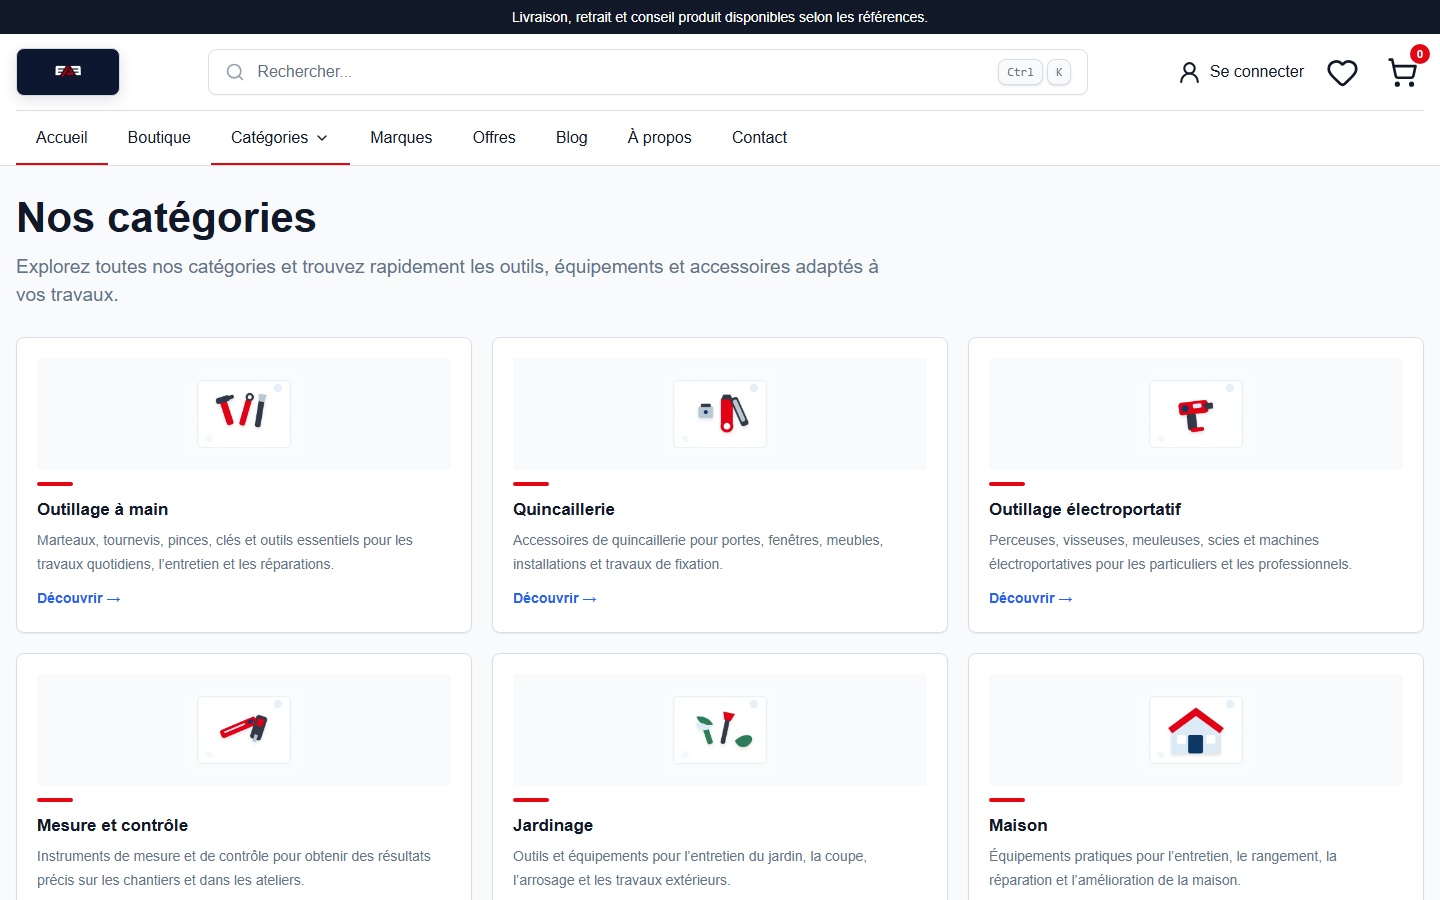 Livraison, retrait et conseil produit disponibles selon les références.
Rechercher...
Ctrl K
Se connecter
0
Accueil Boutique Catégories Marques Offres Blog À propos Contact
Nos catégories
Explorez toutes nos catégories et trouvez rapidement les outils, équipements et accessoires adaptés à
vos travaux.
Outillage à main
Marteaux, tournevis, pinces, clés et outils essentiels pour les
travaux quotidiens, l’entretien et les réparations.
Découvrir →
Quincaillerie
Accessoires de quincaillerie pour portes, fenêtres, meubles,
installations et travaux de fixation.
Découvrir →
Outillage électroportatif
Perceuses, visseuses, meuleuses, scies et machines
électroportatives pour les particuliers et les professionnels.
Découvrir →
Mesure et contrôle
Instruments de mesure et de contrôle pour obtenir des résultats
précis sur les chantiers et dans les ateliers.
Jardinage
Outils et équipements pour l’entretien du jardin, la coupe,
l’arrosage et les travaux extérieurs.
Maison
Équipements pratiques pour l’entretien, le rangement, la
réparation et l’amélioration de la maison.